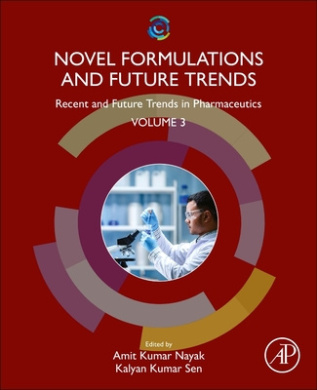 NOVEL FORMULATIONS
AND FUTURE TRENDS
Recent and Future Trends in Pharmaceutics
VOLUME 3
Edited by
Amit Kumar Nayak
Kalyan Kumar Sen
AP